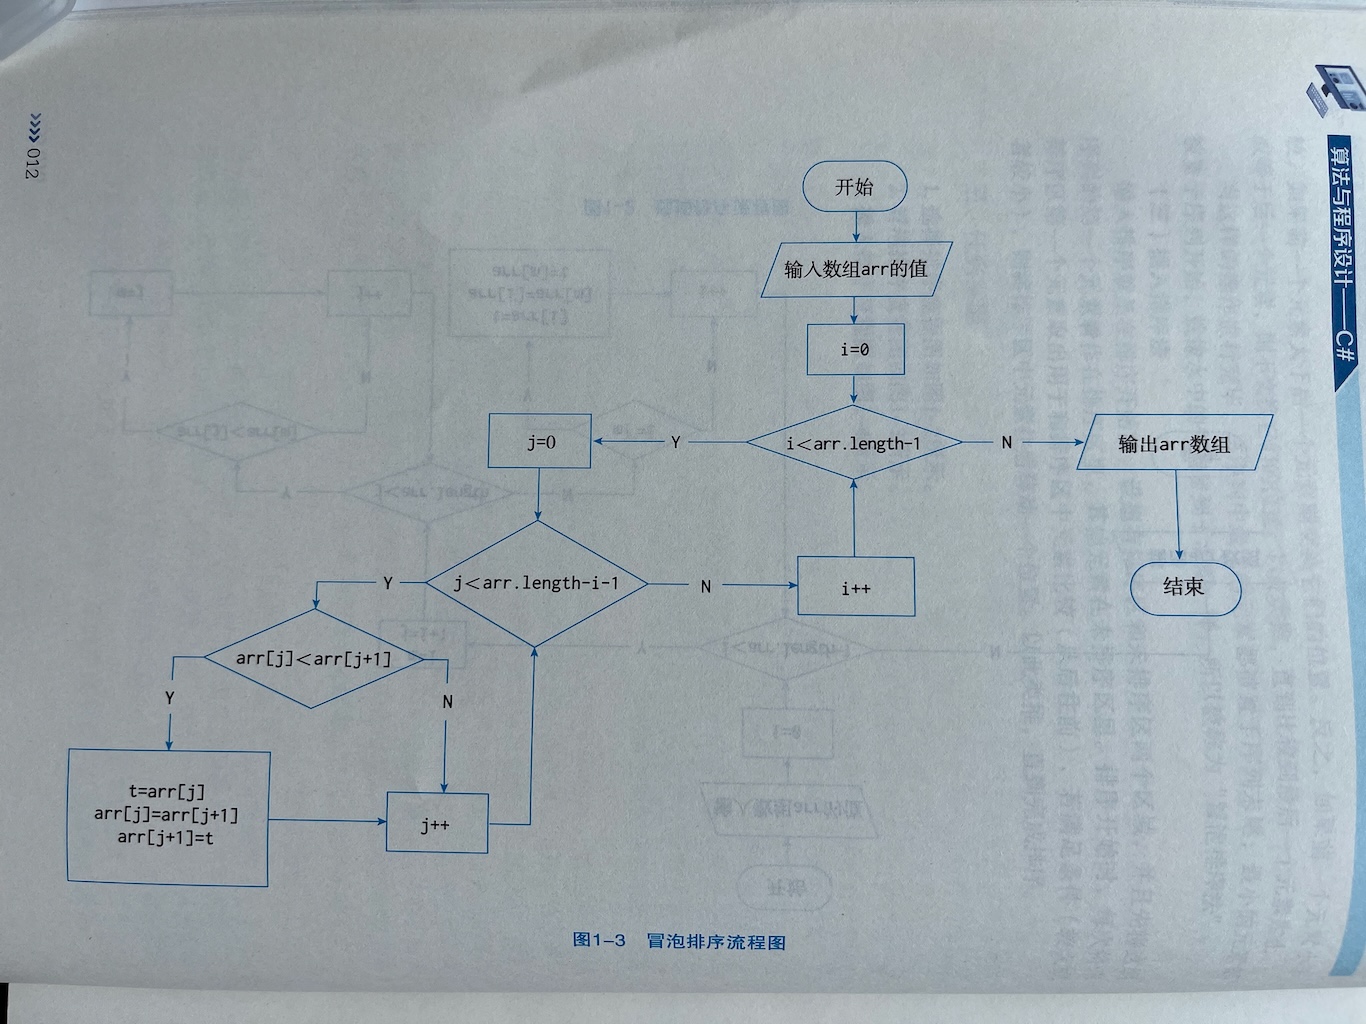 算法与程序设计——C#
开始
输入数组arr的值
i=0
i<arr.length-1
Y
N
j=0
输出arr数组
结束
i++
j<arr.length-i-1
Y
N
arr[j]<arr[j+1]
Y
N
t=arr[j]
arr[j]=arr[j+1]
arr[j+1]=t
j++
图1-3 冒泡排序流程图
>>>>> 012